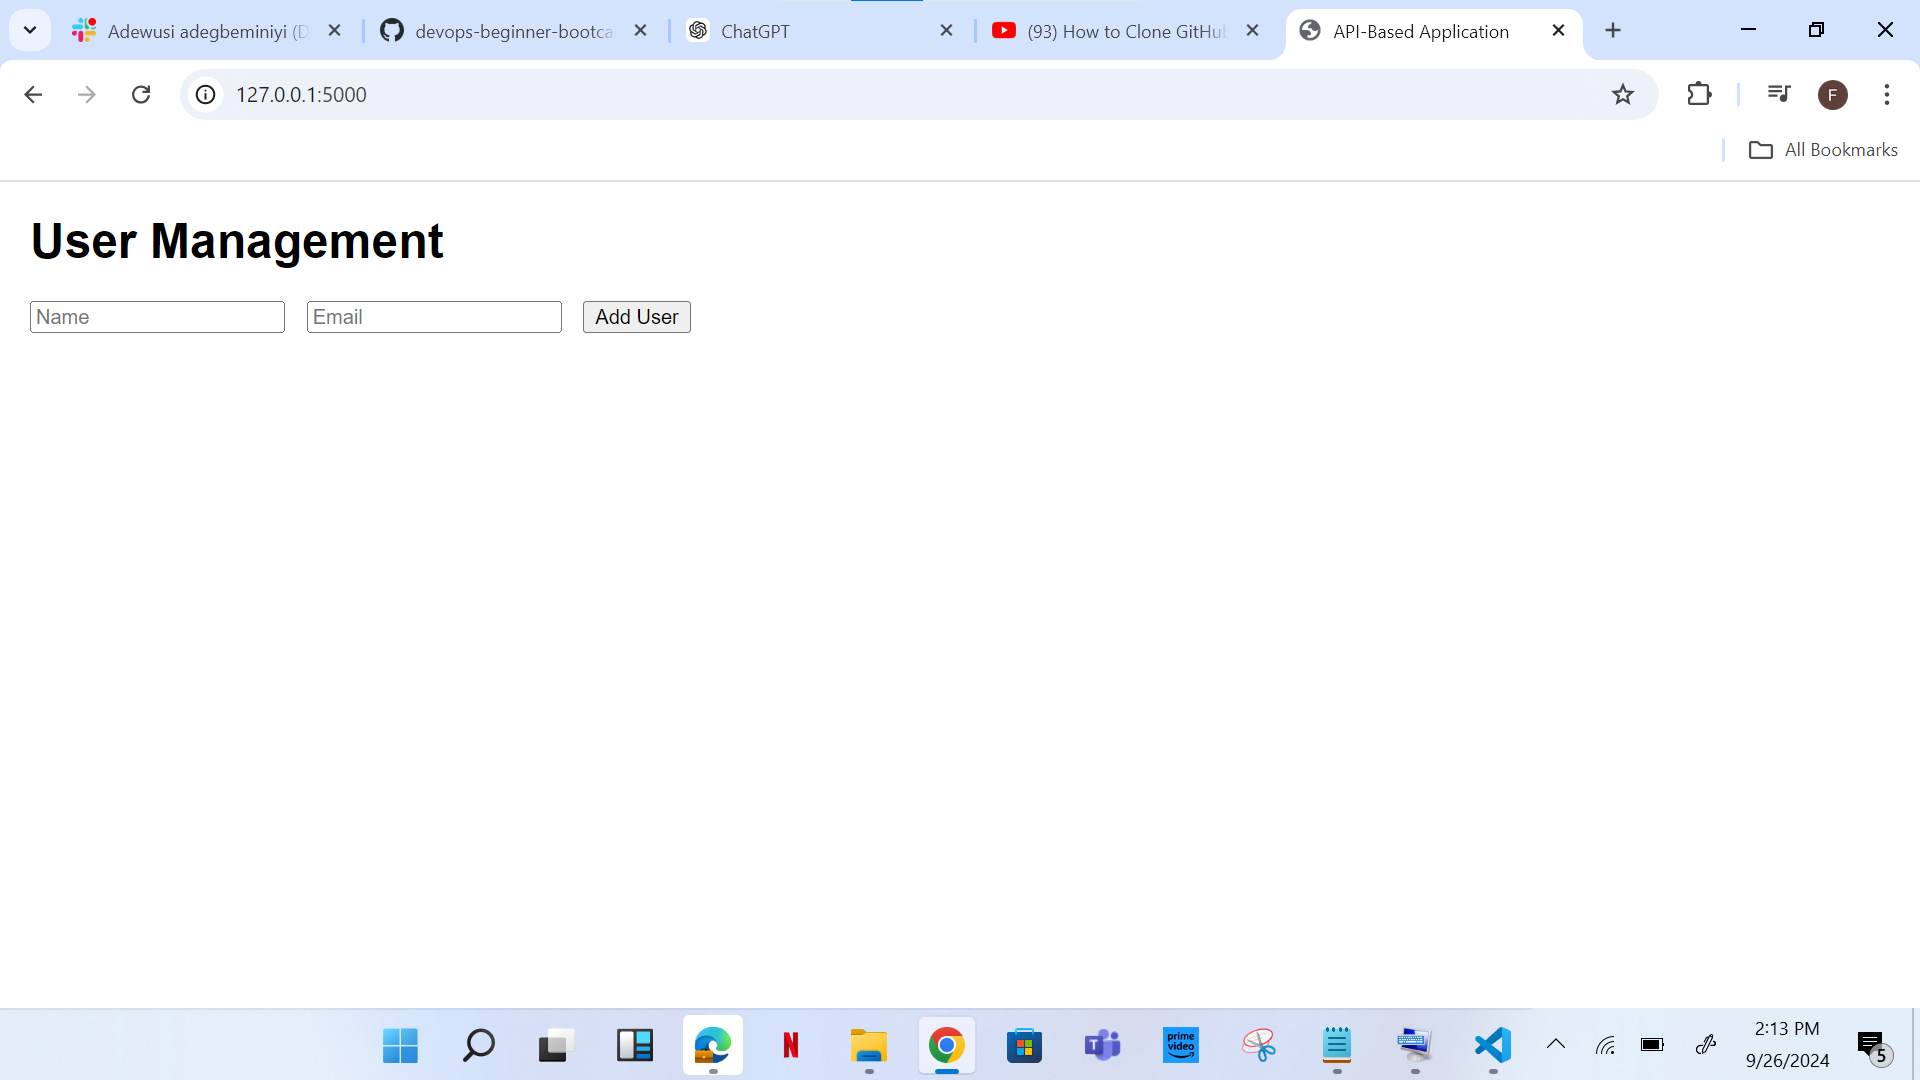 Adewusi adegbeminiyi (D
devops-beginner-bootca
ChatGPT
(93) How to Clone GitHu
API-Based Application
127.0.0.1:5000
F
All Bookmarks
User Management
Name
Email
Add User
N
T
prime video
2:13 PM
9/26/2024
5